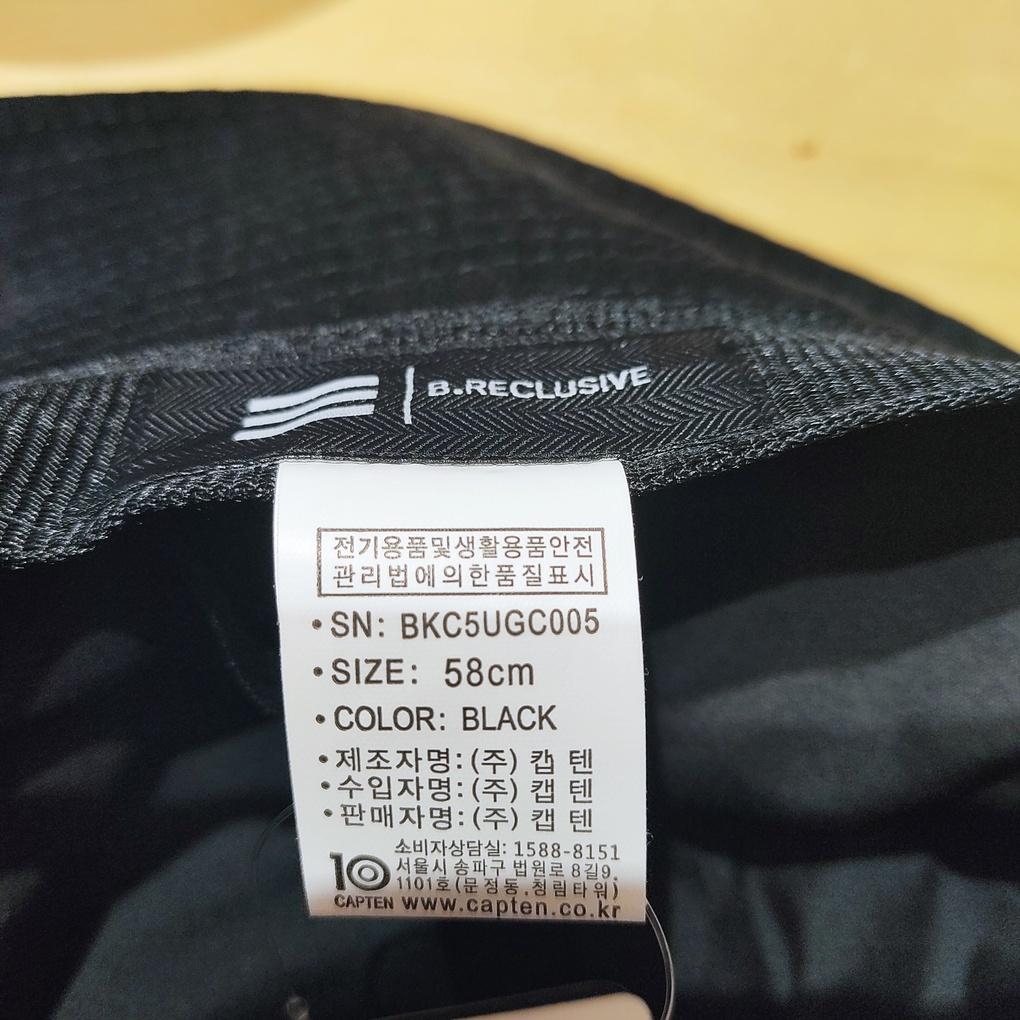 B.RECLUSIVE
전기용품및생활용품안전
관리법에의한품질표시
•SN: BKC5UGC005
•SIZE: 58cm
•COLOR: BLACK
•제조자명:(주) 캡 텐
•수입자명:(주) 캡 텐
•판매자명:(주) 캡 텐
소비자상담실: 1588-8151
서울시 송파구 법원로 8길9,
1101호(문정동,청림타워)
10
CAPTEN www.capten.co.kr